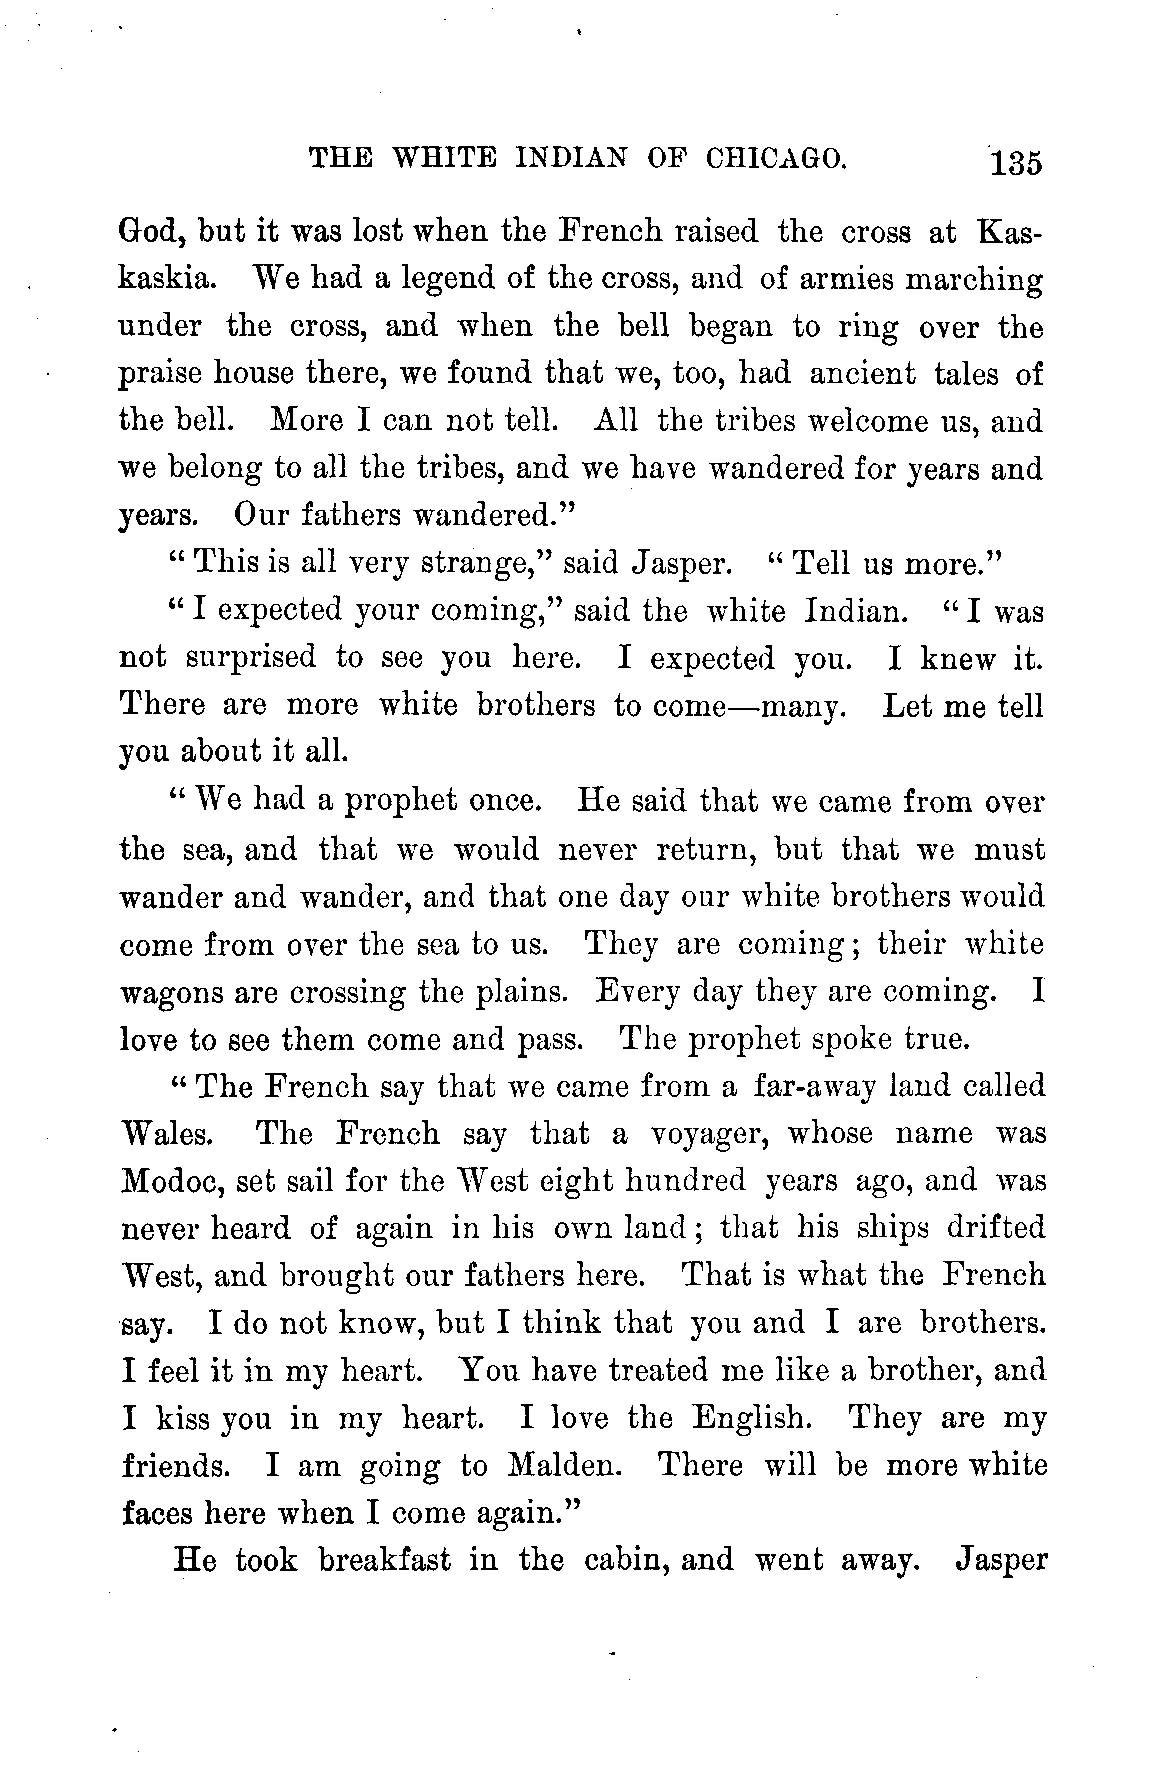 THE WHITE INDIAN OF CHICAGO. 135
God, but it was lost when the French raised the cross at Kas-
kaskia. We had a legend of the cross, and of armies marching
under the cross, and when the bell began to ring over the
praise house there, we found that we, too, had ancient tales of
the bell. More I can not tell. All the tribes welcome us, and
we belong to all the tribes, and we have wandered for years and
years. Our fathers wandered.”
“ This is all very strange,” said Jasper. “ Tell us more.”
“ I expected your coming,” said the white Indian. “ I was
not surprised to see you here. I expected you. I knew it.
There are more white brothers to come—many. Let me tell
you about it all.
“ We had a prophet once. He said that we came from over
the sea, and that we would never return, but that we must
wander and wander, and that one day our white brothers would
come from over the sea to us. They are coming ; their white
wagons are crossing the plains. Every day they are coming. I
love to see them come and pass. The prophet spoke true.
“ The French say that we came from a far-away land called
Wales. The French say that a voyager, whose name was
Modoc, set sail for the West eight hundred years ago, and was
never heard of again in his own land ; that his ships drifted
West, and brought our fathers here. That is what the French
say. I do not know, but I think that you and I are brothers.
I feel it in my heart. You have treated me like a brother, and
I kiss you in my heart. I love the English. They are my
friends. I am going to Malden. There will be more white
faces here when I come again.”
He took breakfast in the cabin, and went away. Jasper